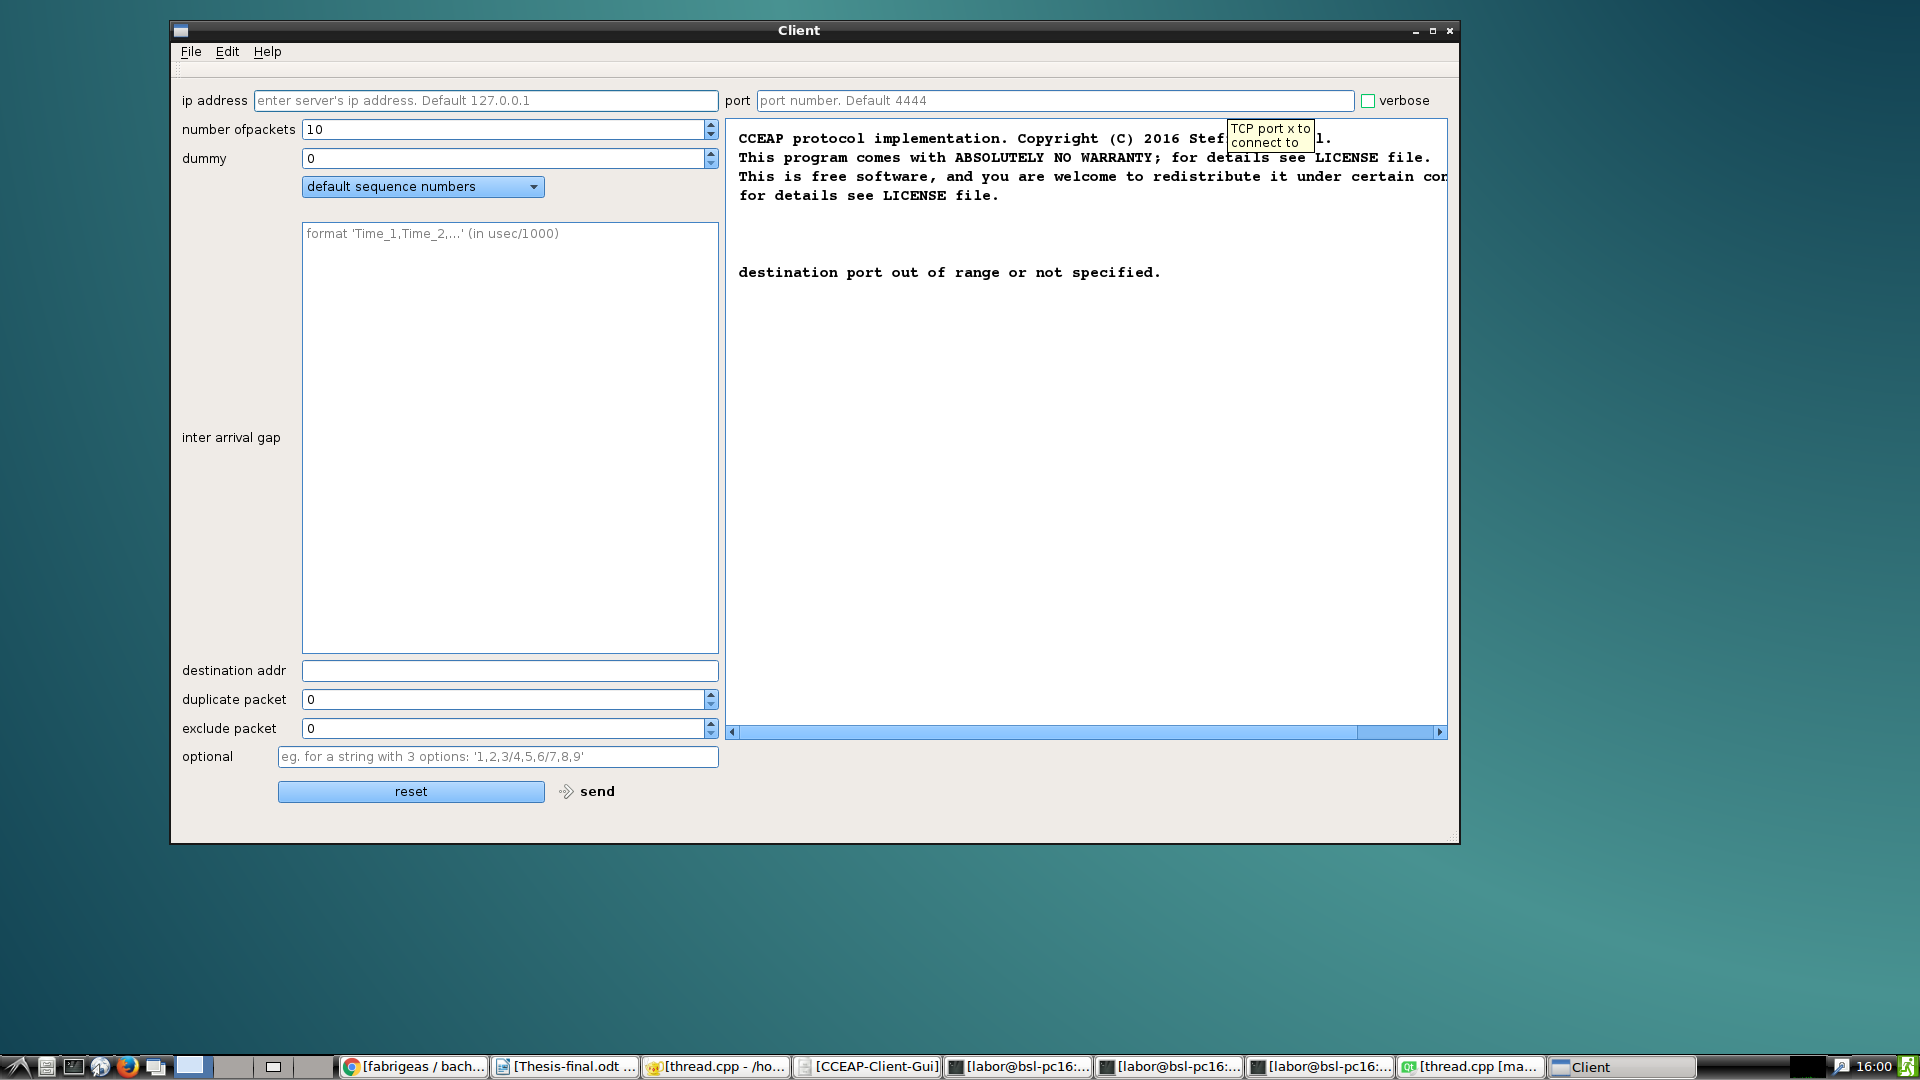 Client
File Edit Help
ip address enter server's ip address. Default 127.0.0.1 port port number. Default 4444 verbose
number ofpackets 10
dummy 0
default sequence numbers
format 'Time_1,Time_2,...' (in usec/1000)
inter arrival gap
destination addr
duplicate packet 0
exclude packet 0
optional eg. for a string with 3 options: '1,2,3/4,5,6/7,8,9'
reset send
CCEAP protocol implementation. Copyright (C) 2016 Stef l.
This program comes with ABSOLUTELY NO WARRANTY; for details see LICENSE file.
This is free software, and you are welcome to redistribute it under certain con
for details see LICENSE file.
destination port out of range or not specified.
TCP port x to
connect to
[fabrigeas / bach... [Thesis-final.odt ... [thread.cpp - /ho... [CCEAP-Client-Gui] [labor@bsl-pc16:... [labor@bsl-pc16:... [labor@bsl-pc16:... [thread.cpp [ma... Client 16:00